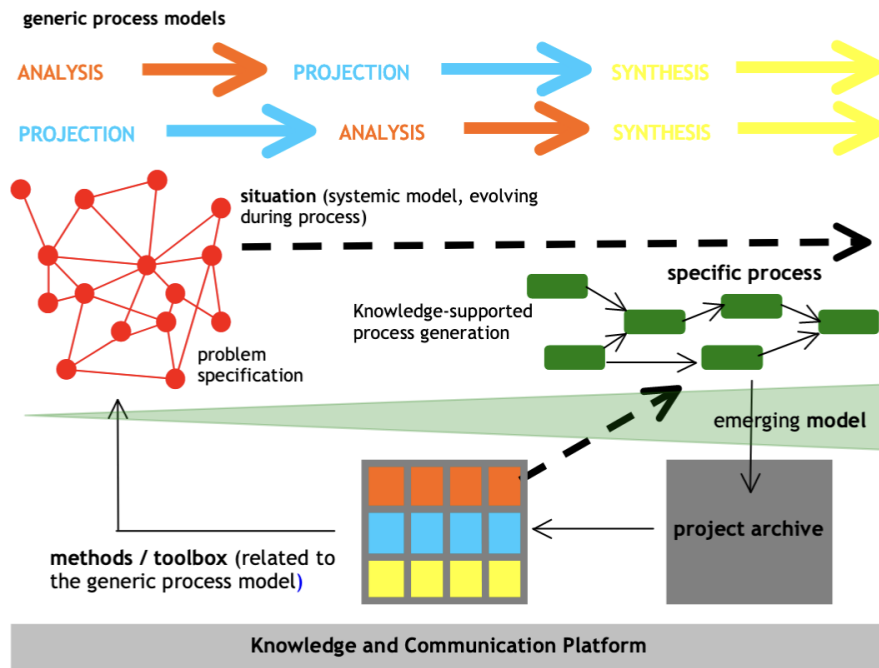 generic process models
ANALYSIS
PROJECTION
SYNTHESIS
PROJECTION
ANALYSIS
SYNTHESIS
situation (systemic model, evolving
during process)
specific process
Knowledge-supported
process generation
problem
specification
emerging model
project archive
methods / toolbox (related to
the generic process model)
Knowledge and Communication Platform